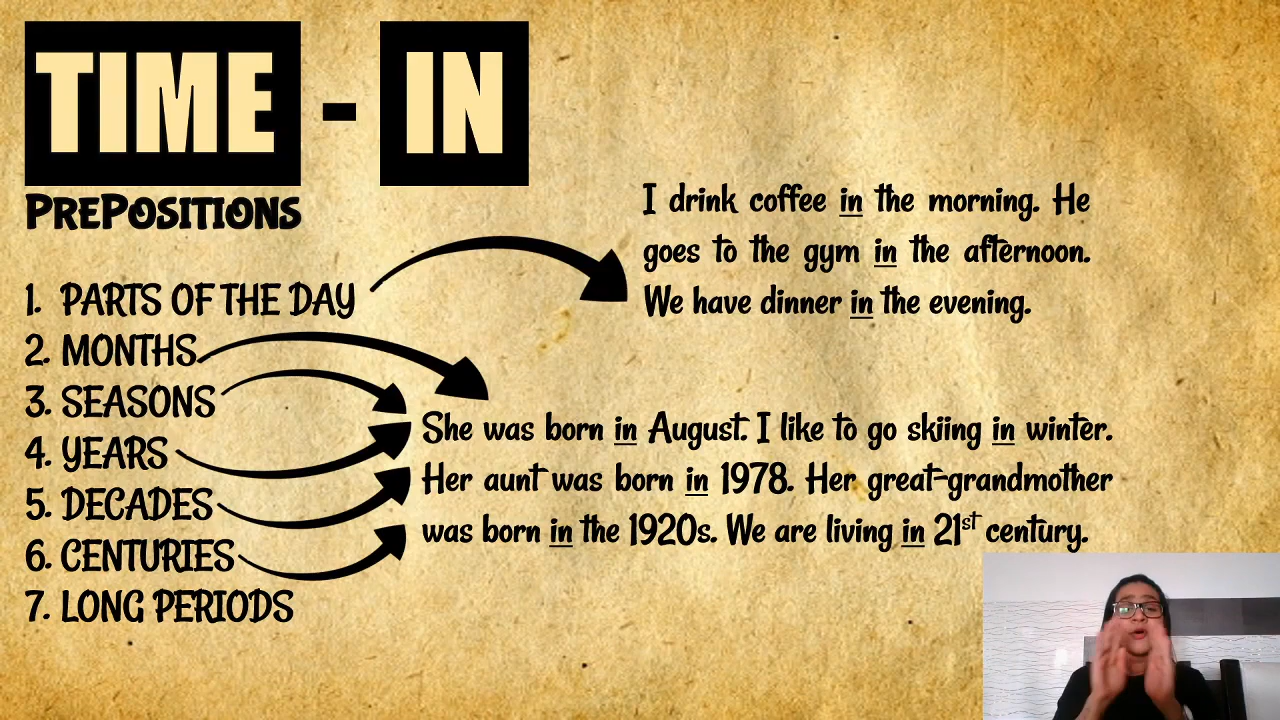 TIME - IN
PREPOSITIONS
1. PARTS OF THE DAY
2. MONTHS
3. SEASONS
4. YEARS
5. DECADES
6. CENTURIES
7. LONG PERIODS
I drink coffee in the morning. He
goes to the gym in the afternoon.
We have dinner in the evening.
She was born in August. I like to go skiing in winter.
Her aunt was born in 1978. Her great-grandmother
was born in the 1920s. We are living in 21st century.